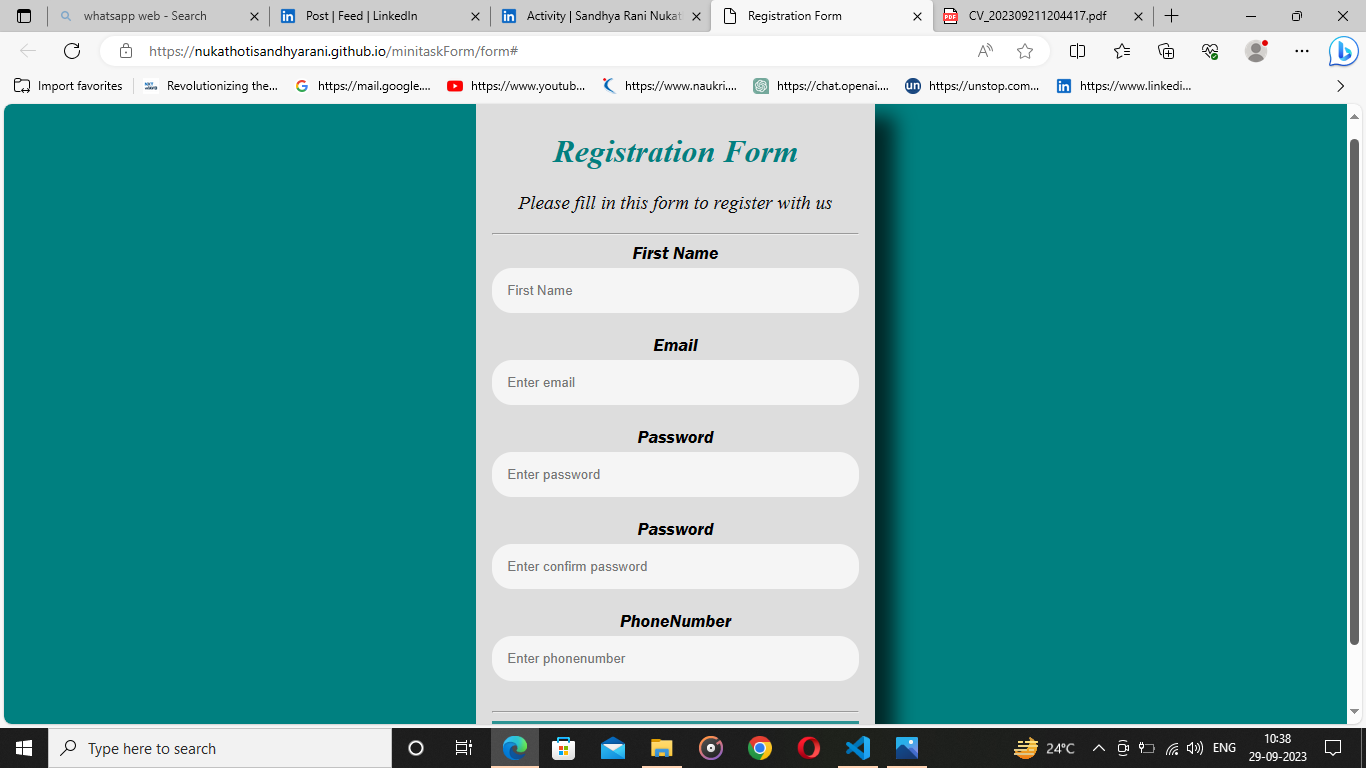 whatsapp web - Search
Post | Feed | LinkedIn
Activity | Sandhya Rani Nukat
Registration Form
CV_202309211204417.pdf
https://nukathotisandhyarani.github.io/minitaskForm/form#
Import favorites
Revolutionizing the...
https://mail.google....
https://www.youtub...
https://www.naukri....
https://chat.openai....
https://unstop.com...
https://www.linkedi...
Registration Form
Please fill in this form to register with us
First Name
First Name
Email
Enter email
Password
Enter password
Password
Enter confirm password
PhoneNumber
Enter phonenumber
Type here to search
24°C
ENG
10:38
29-09-2023